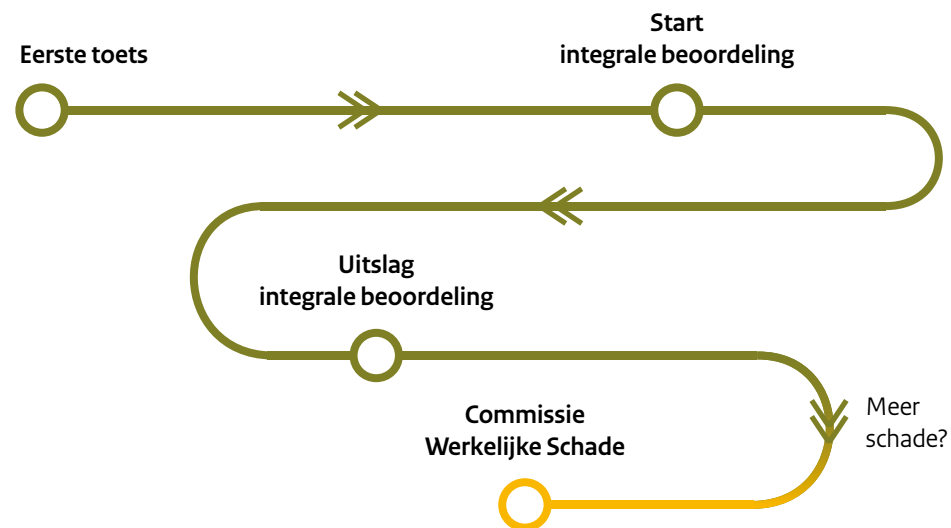 Eerste toets
Start
integrale beoordeling
Uitslag
integrale beoordeling
Meer
schade?
Commissie
Werkelijke Schade